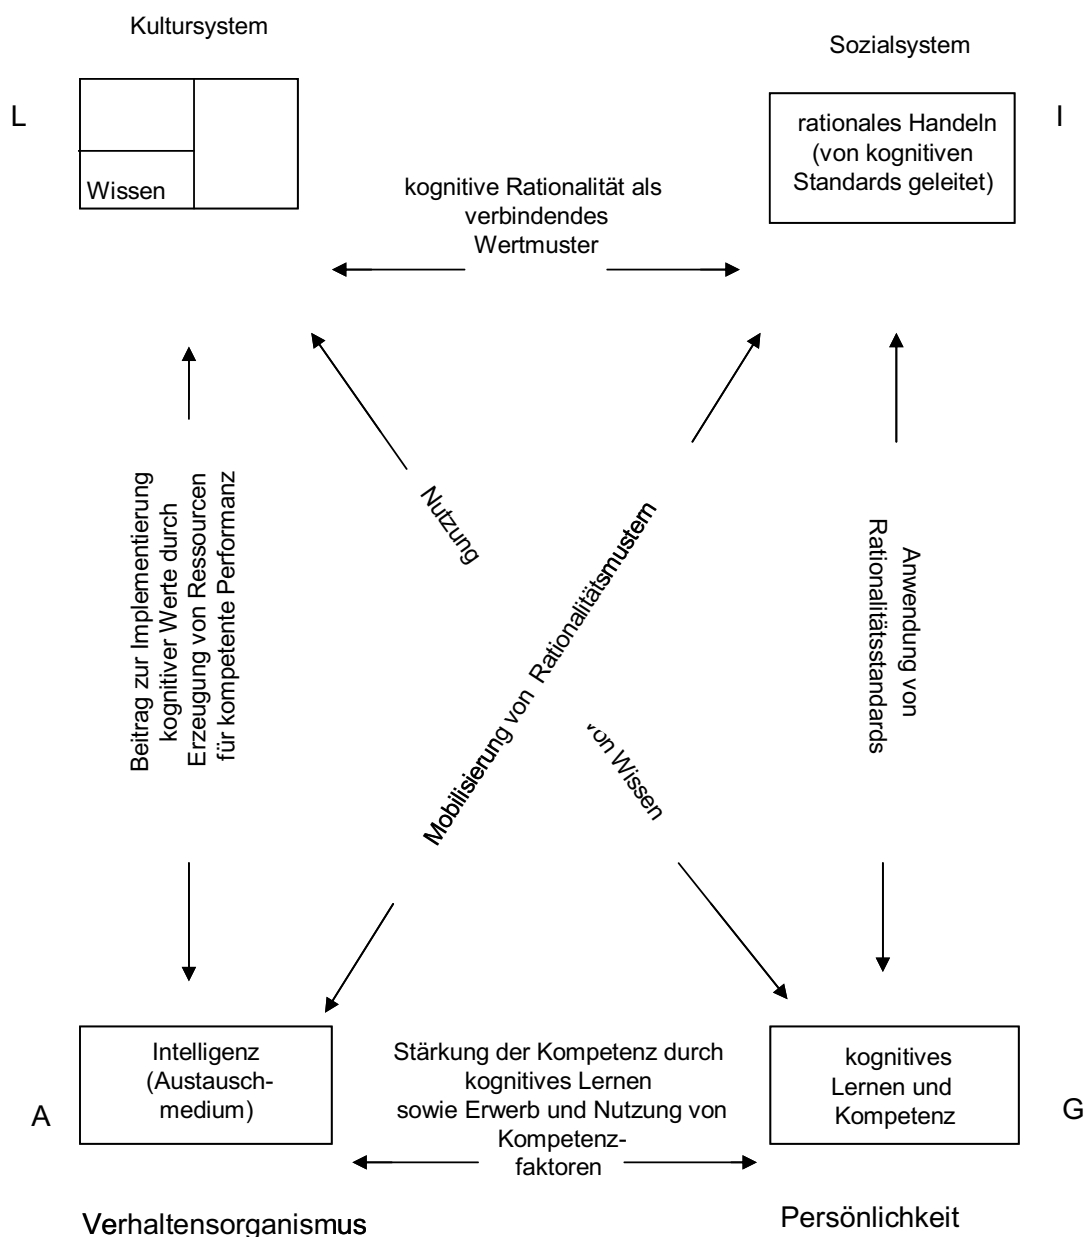 Kultursystem
Sozialsystem
L
I
Wissen
rationales Handeln
(von kognitiven
Standards geleitet)
kognitive Rationalität als
verbindendes
Wertmuster
Beitrag zur Implementierung
kognitiver Werte durch
Erzeugung von Ressourcen
für kompetente Performanz
Nutzung
von Wissen
Mobilisierung von Rationalitätsmustern
Anwendung von
Rationalitätsstandards
A
Intelligenz
(Austausch-
medium)
Stärkung der Kompetenz durch
kognitives Lernen
sowie Erwerb und Nutzung von
Kompetenz-
faktoren
kognitives
Lernen und
Kompetenz
G
Verhaltensorganismus
Persönlichkeit